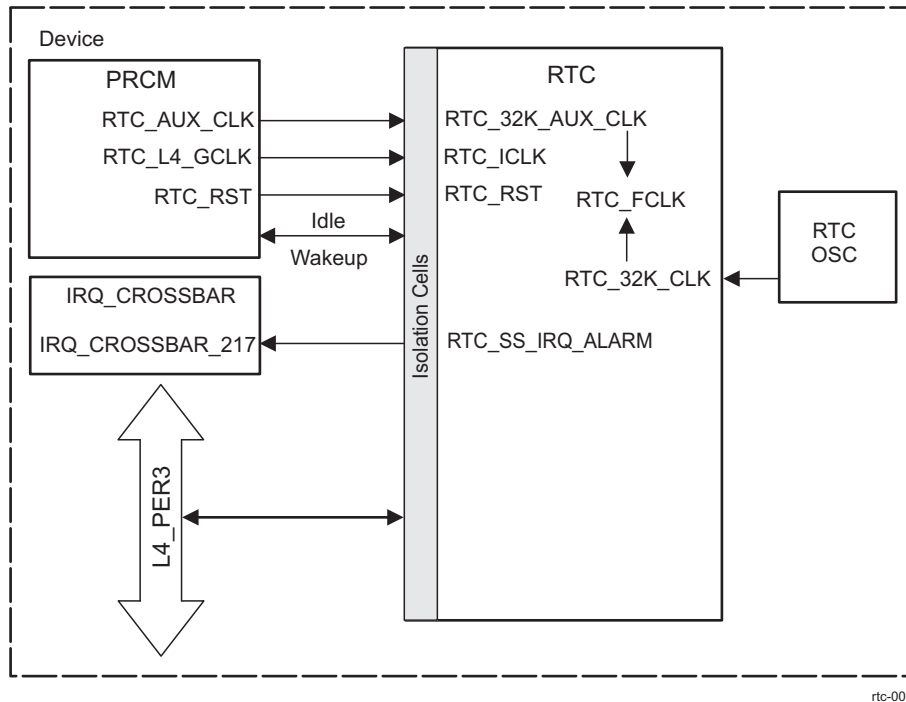 Device
PRCM
RTC_AUX_CLK
RTC_L4_GCLK
RTC_RST
Idle
Wakeup
IRQ_CROSSBAR
IRQ_CROSSBAR_217
L4_PER3
Isolation Cells
RTC
RTC_32K_AUX_CLK
RTC_ICLK
RTC_RST
RTC_FCLK
RTC_32K_CLK
RTC_SS_IRQ_ALARM
RTC
OSC
rtc-00